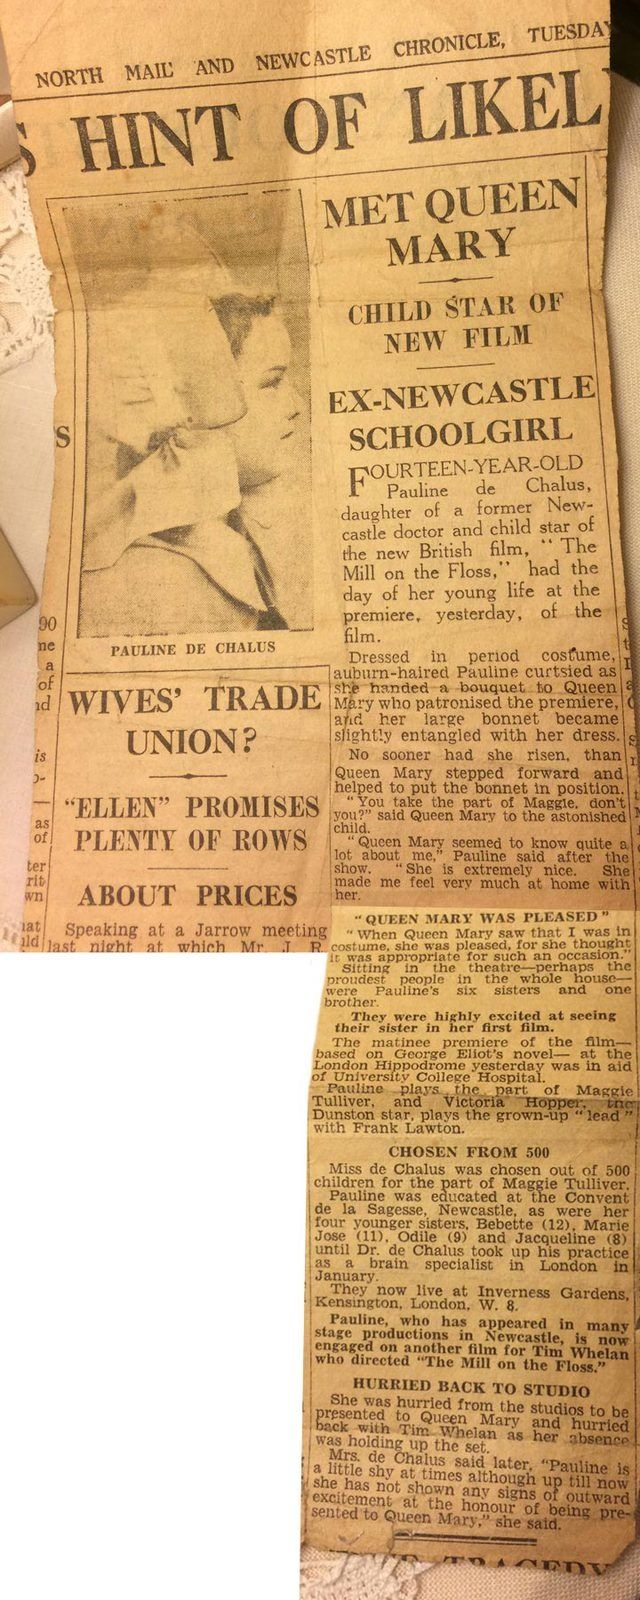 NORTH MAIL AND NEWCASTLE CHRONICLE, TUESDAY
S HINT OF LIKEL
PAULINE DE CHALUS
WIVES' TRADE
UNION?
"ELLEN" PROMISES
PLENTY OF ROWS
ABOUT PRICES
Speaking at a Jarrow meeting
last night at which Mr. J. R.
MET QUEEN
MARY
CHILD STAR OF
NEW FILM
EX-NEWCASTLE
SCHOOLGIRL
FOURTEEN-YEAR-OLD
Pauline de Chalus,
daughter of a former New-
castle doctor and child star of
the new British film, "The
Mill on the Floss," had the
day of her young life at the
premiere, yesterday, of the
film.
Dressed in period costume,
auburn-haired Pauline curtsied as
she handed a bouquet to Queen
Mary who patronised the premiere,
and her large bonnet became
slightly entangled with her dress.
No sooner had she risen, than
Queen Mary stepped forward and
helped to put the bonnet in position.
"You take the part of Maggie, don't
you?" said Queen Mary to the astonished
child.
"Queen Mary seemed to know quite a
lot about me," Pauline said after the
show. "She is extremely nice. She
made me feel very much at home with
her.
"QUEEN MARY WAS PLEASED"
"When Queen Mary saw that I was in
costume, she was pleased, for she thought
it was appropriate for such an occasion."
Sitting in the theatre—perhaps the
proudest people in the whole house—
were Pauline's six sisters and one
brother.
They were highly excited at seeing
their sister in her first film.
The matinee premiere of the film—
based on George Eliot's novel— at the
London Hippodrome yesterday was in aid
of University College Hospital.
Pauline plays the part of Maggie
Tulliver, and Victoria Hopper, the
Dunston star, plays the grown-up "lead"
with Frank Lawton.
CHOSEN FROM 500
Miss de Chalus was chosen out of 500
children for the part of Maggie Tulliver.
Pauline was educated at the Convent
de la Sagesse, Newcastle, as were her
four younger sisters, Bebette (12), Marie
Jose (11), Odile (9) and Jacqueline (8)
until Dr. de Chalus took up his practice
as a brain specialist in London in
January.
They now live at Inverness Gardens,
Kensington, London, W. 8.
Pauline, who has appeared in many
stage productions in Newcastle, is now
engaged on another film for Tim Whelan
who directed "The Mill on the Floss."
HURRIED BACK TO STUDIO
She was hurried from the studios to be
presented to Queen Mary and hurried
back with Tim Whelan as her absence
was holding up the set.
Mrs. de Chalus said later, "Pauline is
a little shy at times although up till now
she has not shown any signs of outward
excitement at the honour of being pre-
sented to Queen Mary," she said.
TRAGEDY